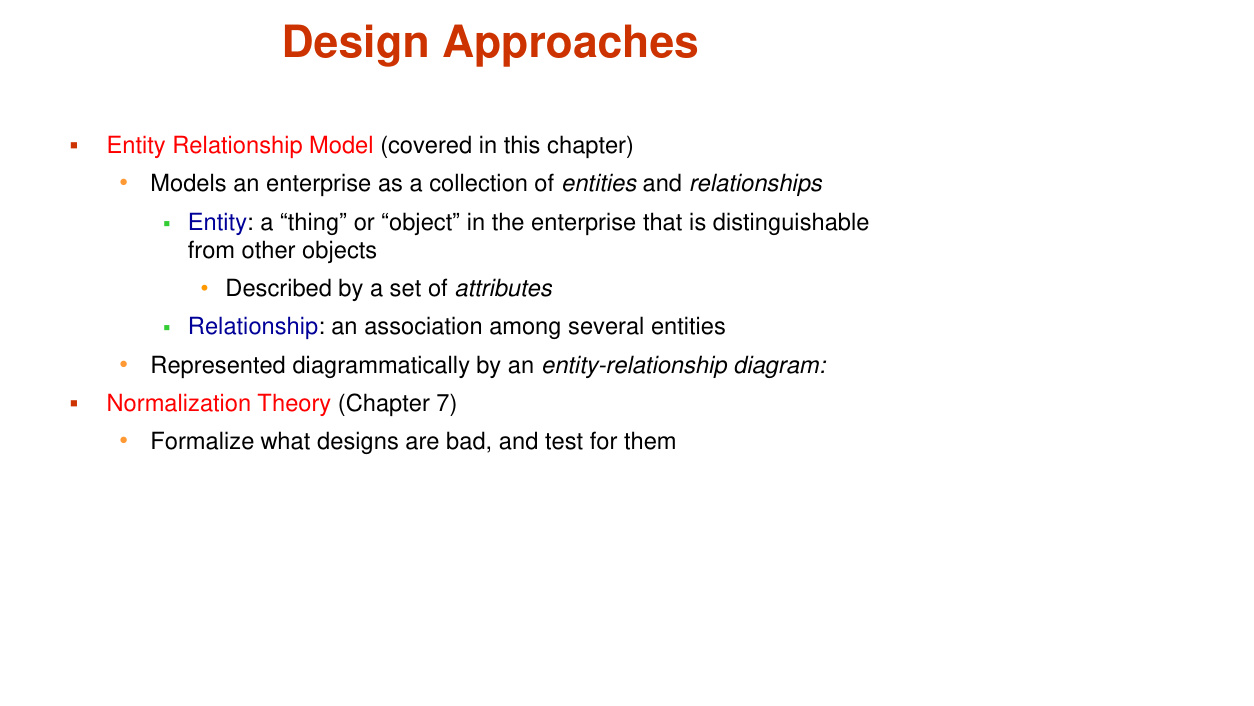 Design Approaches
▪ Entity Relationship Model (covered in this chapter)
• Models an enterprise as a collection of entities and relationships
▪ Entity: a “thing” or “object” in the enterprise that is distinguishable
from other objects
• Described by a set of attributes
▪ Relationship: an association among several entities
• Represented diagrammatically by an entity-relationship diagram:
▪ Normalization Theory (Chapter 7)
• Formalize what designs are bad, and test for them